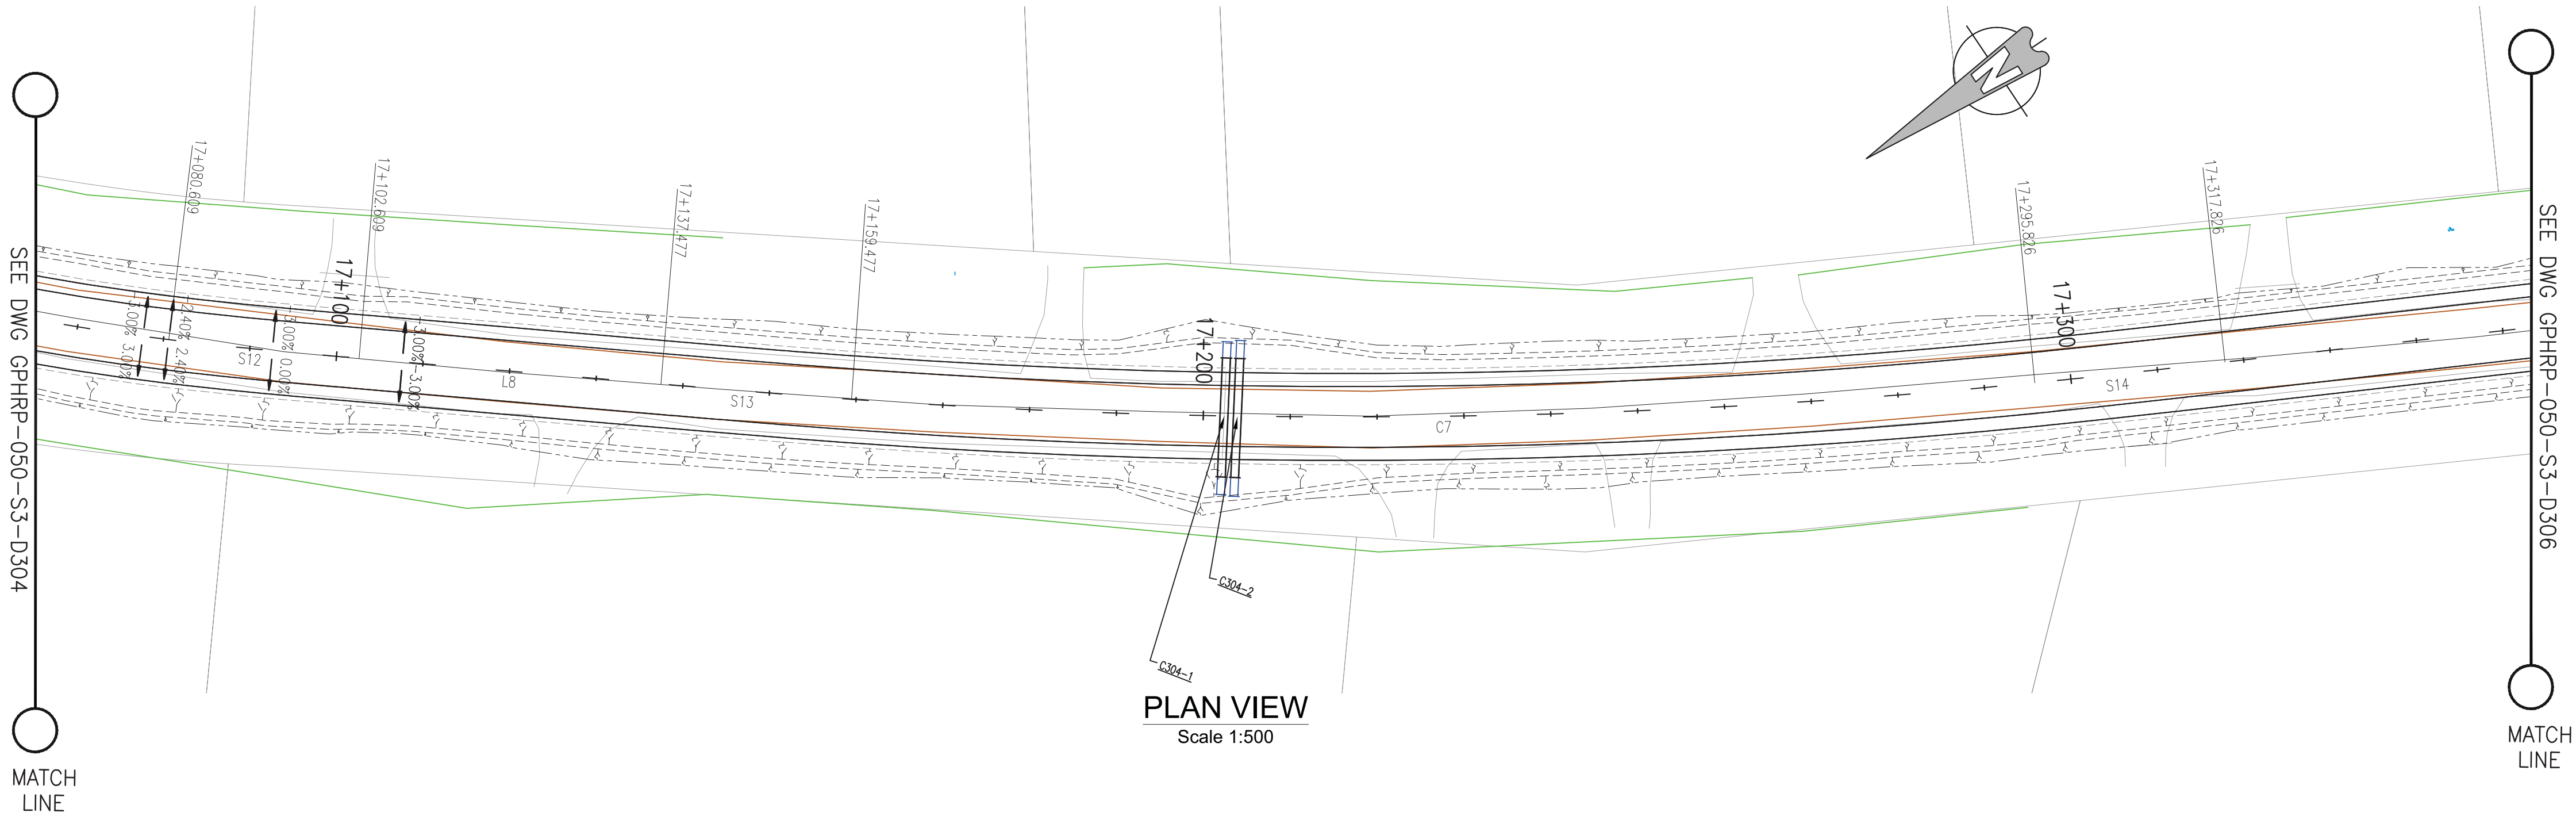 N
17+080.609
17+102.609
17+137.477
17+159.477
17+295.826
17+317.826
SEE DWG GPHRP-050-S3-D304
SEE DWG GPHRP-050-S3-D306
17+100
17+200
17+300
-3.00%
3.00%
-2.40%
2.40%
-3.00%
0.00%
-3.00%
-3.00%
S12
L8
S13
C7
S14
C304-2
C304-1
PLAN VIEW
Scale 1:500
MATCH
LINE
MATCH
LINE